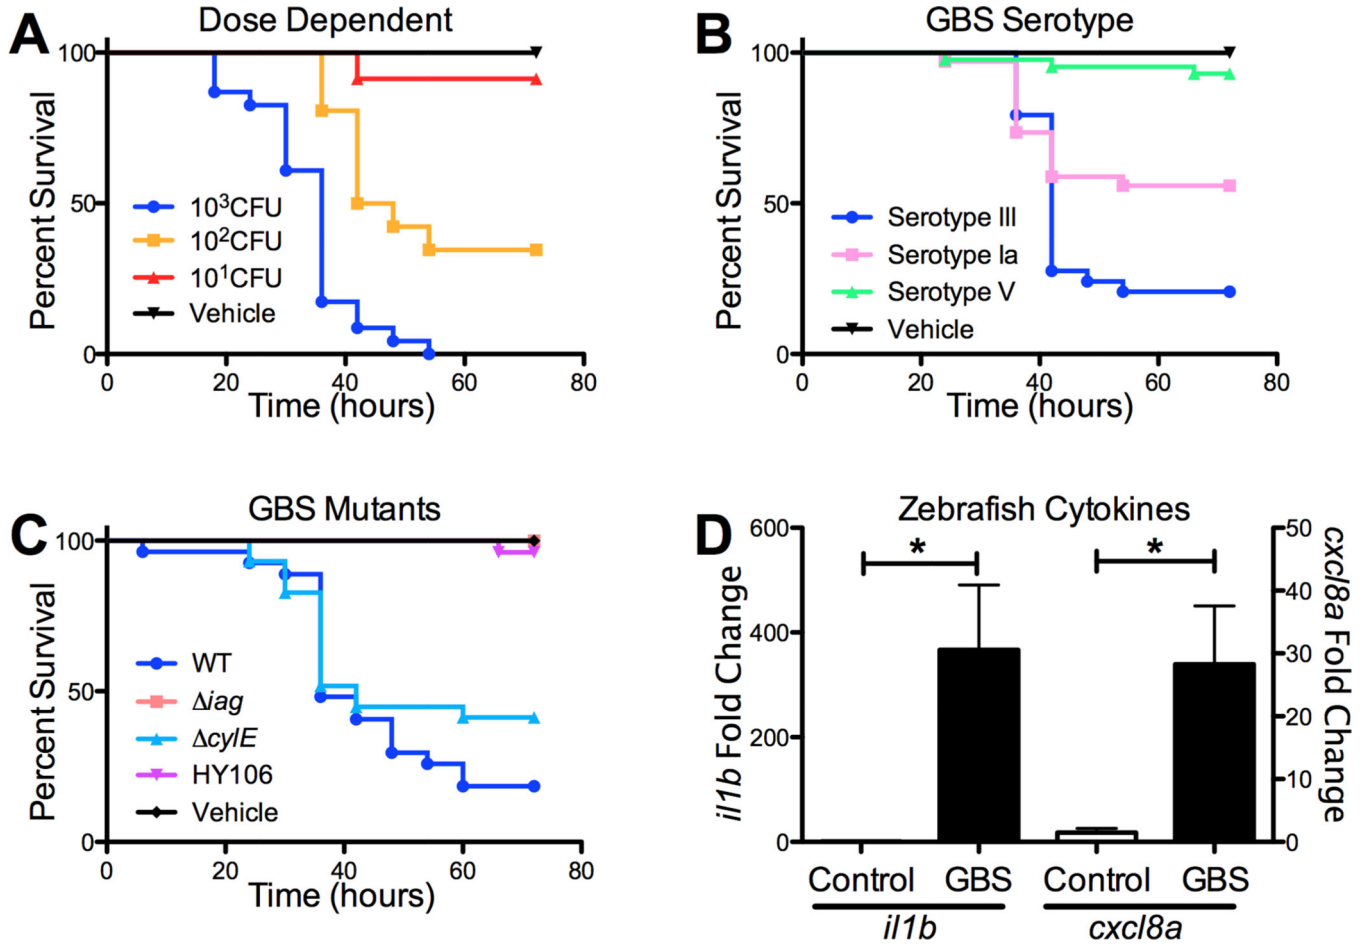 A
Dose Dependent
Percent Survival
100
50
0
10³CFU
10²CFU
10¹CFU
Vehicle
0 20 40 60 80
Time (hours)
B
GBS Serotype
Percent Survival
100
50
0
Serotype III
Serotype Ia
Serotype V
Vehicle
0 20 40 60 80
Time (hours)
C
GBS Mutants
Percent Survival
100
50
0
WT
Δiag
ΔcylE
HY106
Vehicle
0 20 40 60 80
Time (hours)
D
Zebrafish Cytokines
il1b Fold Change
600
400
200
0
* *
50
40
30
20
10
0
cxcl8a Fold Change
Control GBS Control GBS
il1b cxcl8a